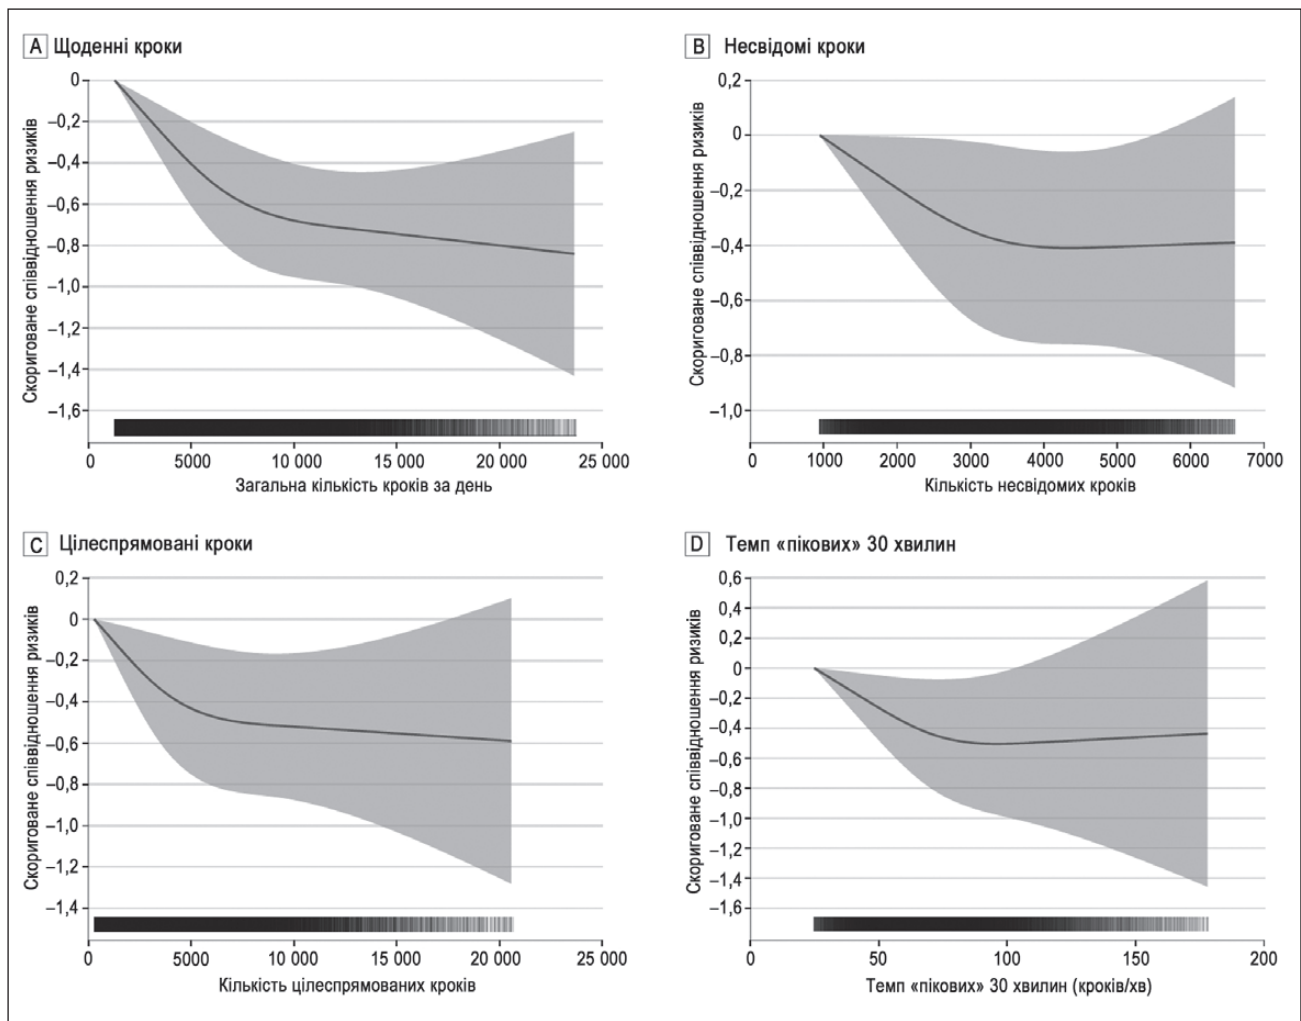 A Щоденні кроки
Скориговане співвідношення ризиків
0
–0,2
–0,4
–0,6
–0,8
–1,0
–1,2
–1,4
–1,6
0 5000 10 000 15 000 20 000 25 000
Загальна кількість кроків за день
B Несвідомі кроки
Скориговане співвідношення ризиків
0,2
0
–0,2
–0,4
–0,6
–0,8
–1,0
0 1000 2000 3000 4000 5000 6000 7000
Кількість несвідомих кроків
C Цілеспрямовані кроки
Скориговане співвідношення ризиків
0,2
0
–0,2
–0,4
–0,6
–0,8
–1,0
–1,2
–1,4
0 5000 10 000 15 000 20 000 25 000
Кількість цілеспрямованих кроків
D Темп «пікових» 30 хвилин
Скориговане співвідношення ризиків
0,6
0,4
0,2
0
–0,2
–0,4
–0,6
–0,8
–1,0
–1,2
–1,4
–1,6
0 50 100 150 200
Темп «пікових» 30 хвилин (кроків/хв)